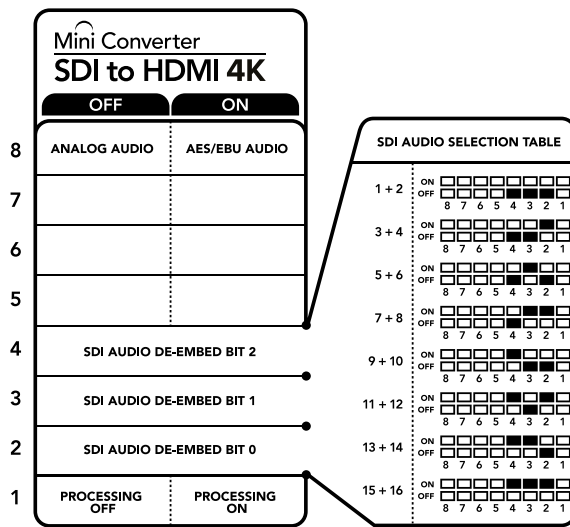 Mini Converter
SDI to HDMI 4K
OFF ON
8 ANALOG AUDIO AES/EBU AUDIO
7
6
5
4 SDI AUDIO DE-EMBED BIT 2
3 SDI AUDIO DE-EMBED BIT 1
2 SDI AUDIO DE-EMBED BIT 0
1 PROCESSING OFF PROCESSING ON
SDI AUDIO SELECTION TABLE
1 + 2 ON
OFF
8 7 6 5 4 3 2 1
3 + 4 ON
OFF
8 7 6 5 4 3 2 1
5 + 6 ON
OFF
8 7 6 5 4 3 2 1
7 + 8 ON
OFF
8 7 6 5 4 3 2 1
9 + 10 ON
OFF
8 7 6 5 4 3 2 1
11 + 12 ON
OFF
8 7 6 5 4 3 2 1
13 + 14 ON
OFF
8 7 6 5 4 3 2 1
15 + 16 ON
OFF
8 7 6 5 4 3 2 1